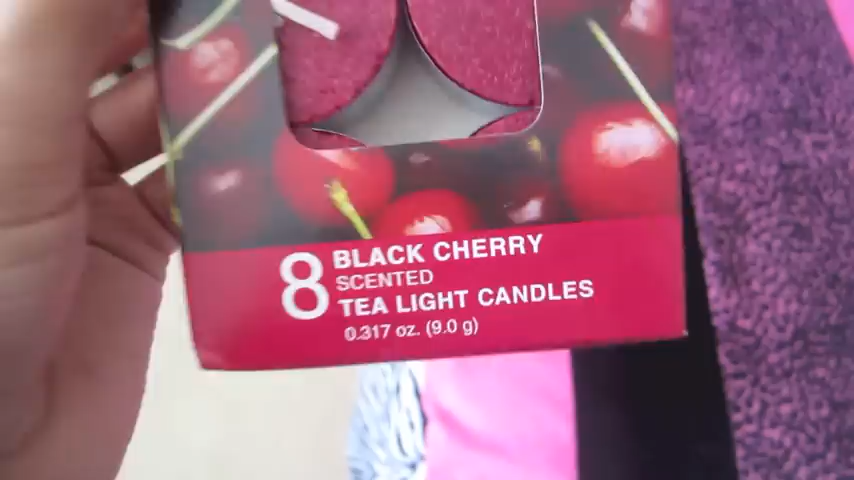 8 BLACK CHERRY
SCENTED
TEA LIGHT CANDLES
0.317 oz. (9.0 g)